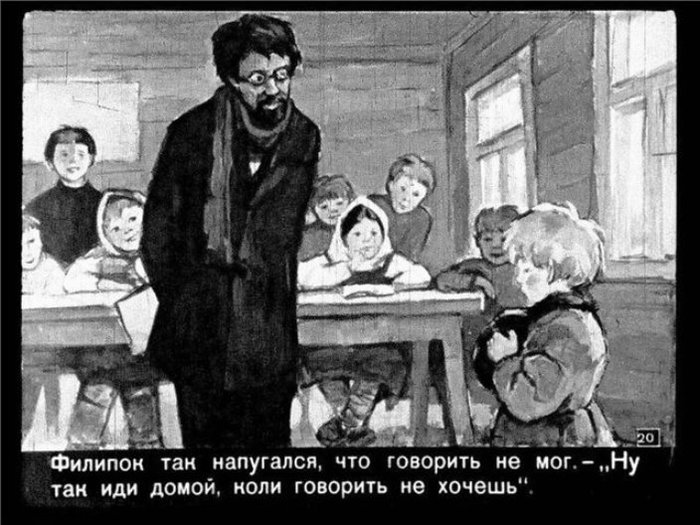 20
Филипок так напугался, что говорить не мог.–„Ну
так иди домой, коли говорить не хочешь“.